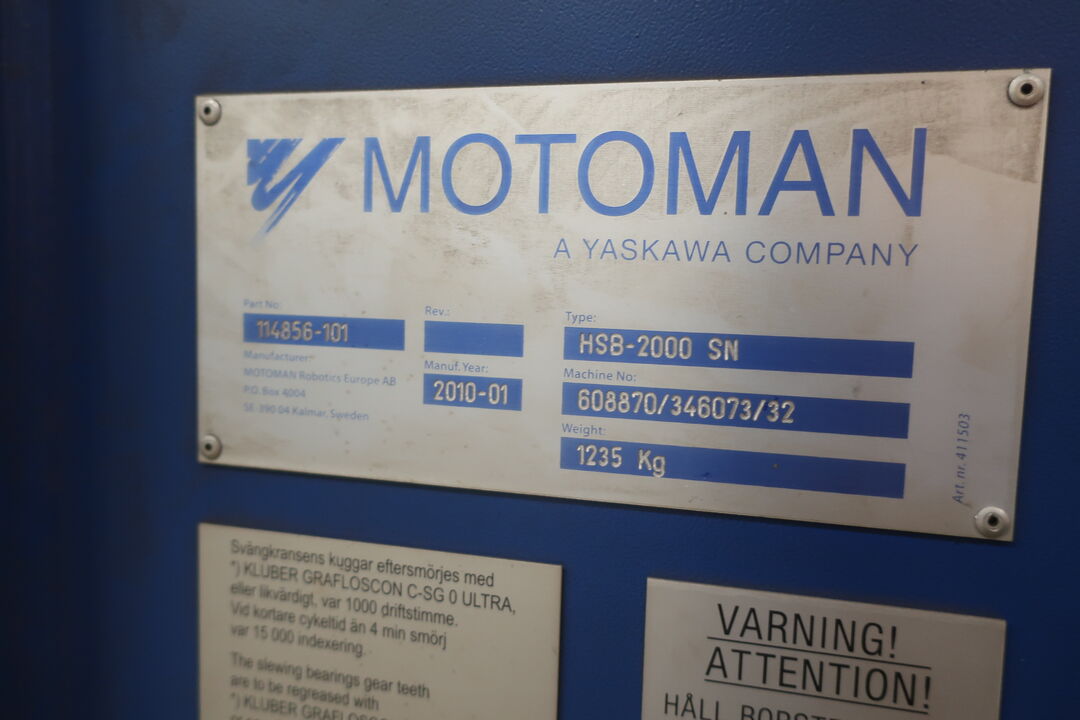 MOTOMAN
A YASKAWA COMPANY
Part No:
114856-101
Rev.:
Type:
HSB-2000 SN
Manufacturer:
MOTOMAN Robotics Europe AB
P.O. Box 4004
SE-390 04 Kalmar, Sweden
Manuf. Year:
2010-01
Machine No:
608870/346073/32
Weight:
1235 Kg
Art. nr. 411503
Svängkransens kuggar eftersmörjes med
*) KLUBER GRAFLOSCON C-SG 0 ULTRA,
eller likvärdigt, var 1000 driftstimme.
Vid kortare cykeltid än 4 min smörj
var 15 000 indexering.
The slewing bearings gear teeth
are to be regreased with
*) KLUBER GRAFLOSCO
VARNING!
ATTENTION!
HÅLL